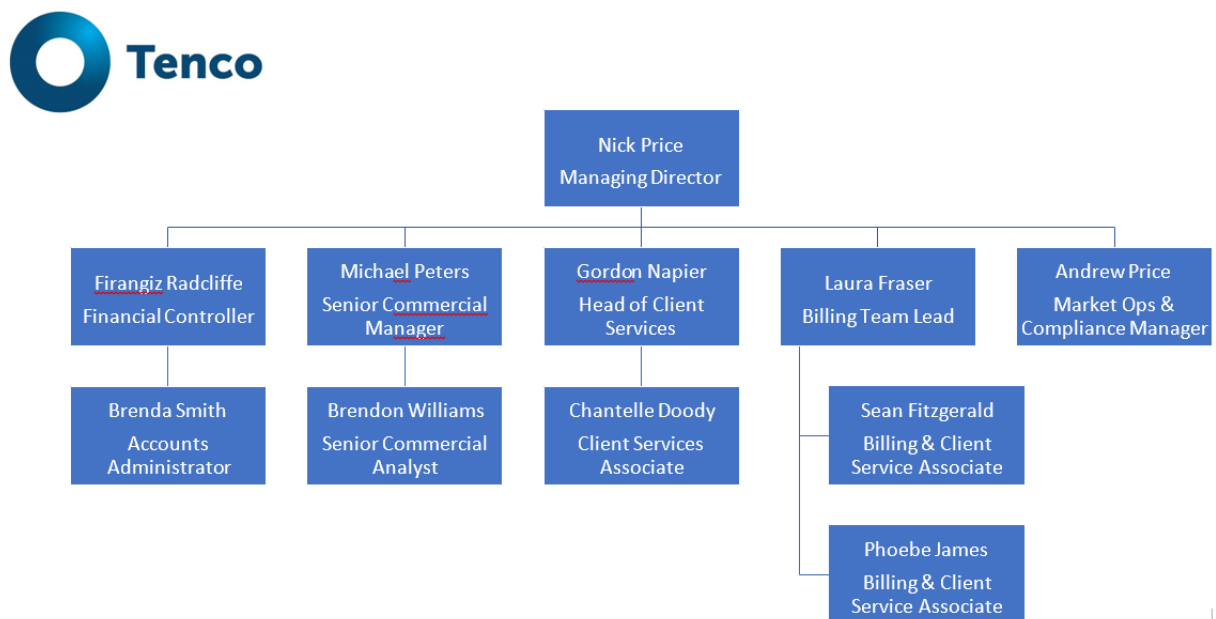 Tenco
Nick Price
Managing Director
Firangiz Radcliffe
Financial Controller
Michael Peters
Senior Commercial
Manager
Gordon Napier
Head of Client
Services
Laura Fraser
Billing Team Lead
Andrew Price
Market Ops &
Compliance Manager
Brenda Smith
Accounts
Administrator
Brendon Williams
Senior Commercial
Analyst
Chantelle Doody
Client Services
Associate
Sean Fitzgerald
Billing & Client
Service Associate
Phoebe James
Billing & Client
Service Associate